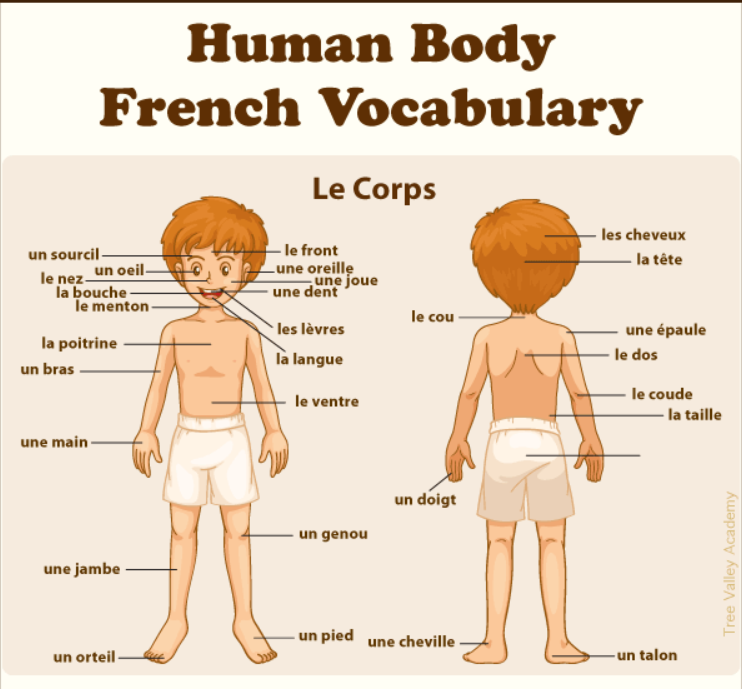 Human Body
French Vocabulary
Le Corps
un sourcil
un oeil
le nez
la bouche
le menton
la poitrine
un bras
une main
une jambe
un orteil
le front
une oreille
une joue
une dent
les lèvres
la langue
le ventre
un genou
un pied
les cheveux
la tête
le cou
une épaule
le dos
le coude
la taille
un doigt
une cheville
un talon
Tree Valley Academy